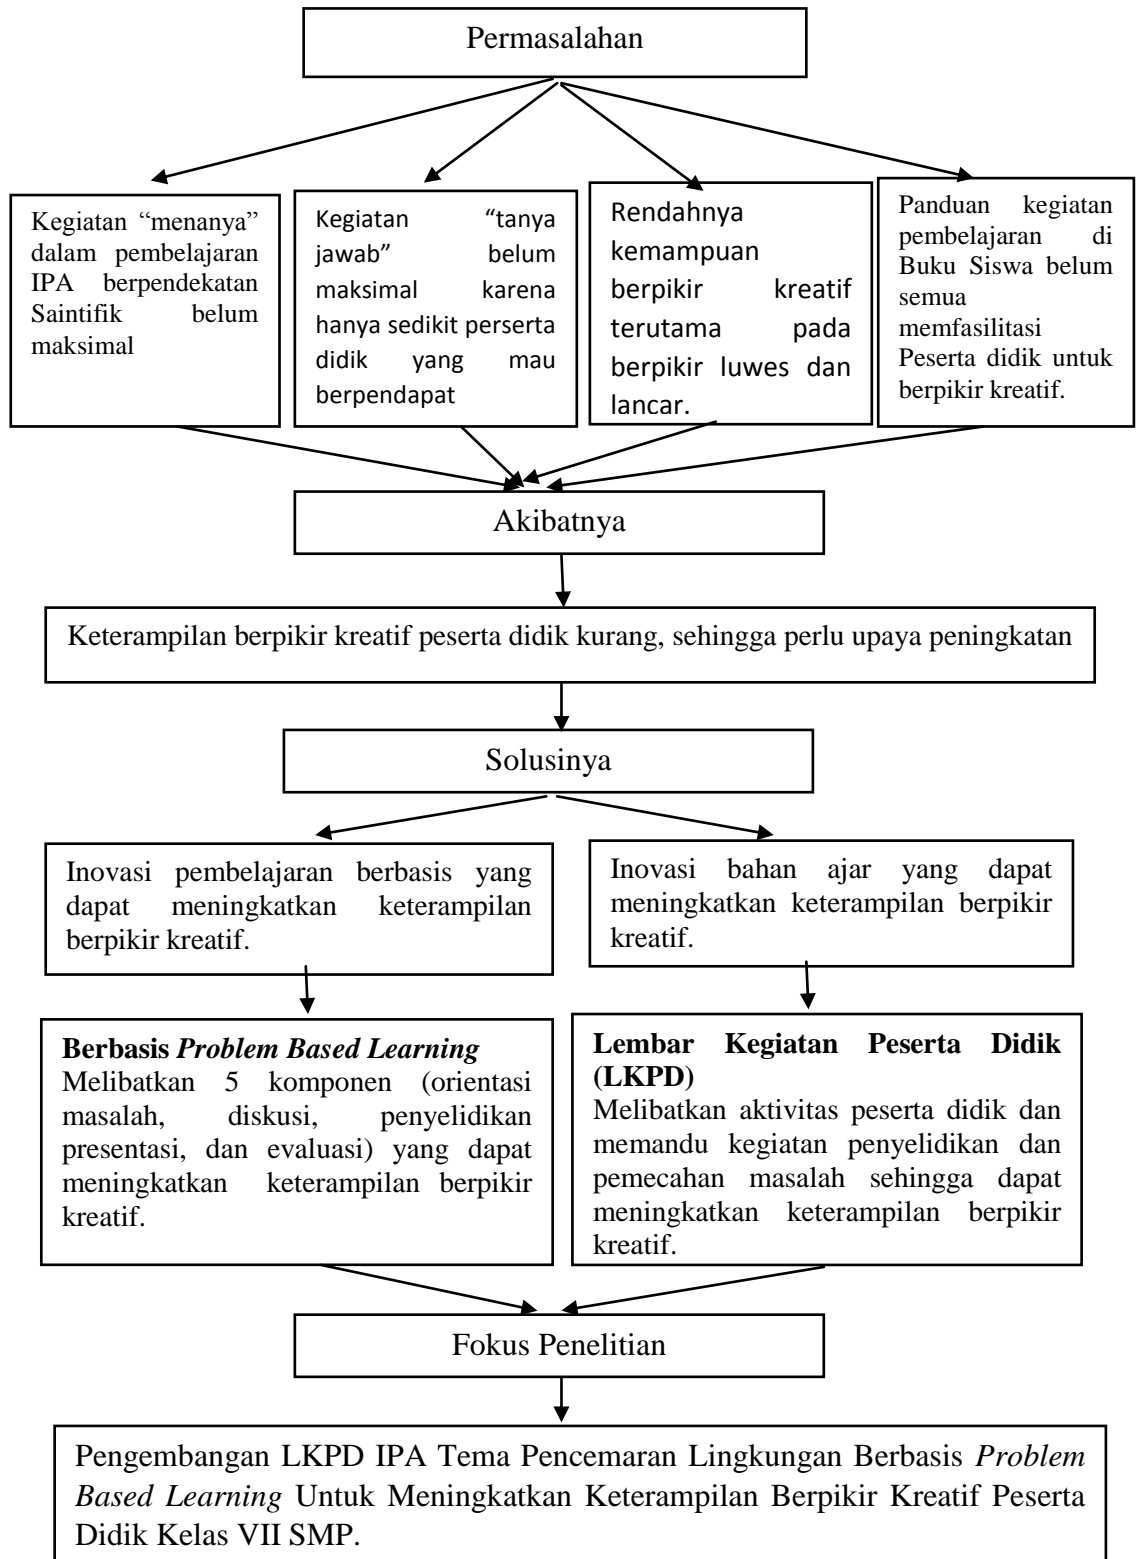 Permasalahan
Kegiatan “menanya”
dalam pembelajaran
IPA berpendekatan
Saintifik belum
maksimal
Kegiatan “tanya
jawab” belum
maksimal karena
hanya sedikit perserta
didik yang mau
berpendapat
Rendahnya
kemampuan
berpikir kreatif
terutama pada
berpikir luwes dan
lancar.
Panduan kegiatan
pembelajaran di
Buku Siswa belum
semua
memfasilitasi
Peserta didik untuk
berpikir kreatif.
Akibatnya
Keterampilan berpikir kreatif peserta didik kurang, sehingga perlu upaya peningkatan
Solusinya
Inovasi pembelajaran berbasis yang
dapat meningkatkan keterampilan
berpikir kreatif.
Inovasi bahan ajar yang dapat
meningkatkan keterampilan berpikir
kreatif.
Berbasis Problem Based Learning
Melibatkan 5 komponen (orientasi
masalah, diskusi, penyelidikan
presentasi, dan evaluasi) yang dapat
meningkatkan keterampilan berpikir
kreatif.
Lembar Kegiatan Peserta Didik
(LKPD)
Melibatkan aktivitas peserta didik dan
memandu kegiatan penyelidikan dan
pemecahan masalah sehingga dapat
meningkatkan keterampilan berpikir
kreatif.
Fokus Penelitian
Pengembangan LKPD IPA Tema Pencemaran Lingkungan Berbasis Problem
Based Learning Untuk Meningkatkan Keterampilan Berpikir Kreatif Peserta
Didik Kelas VII SMP.